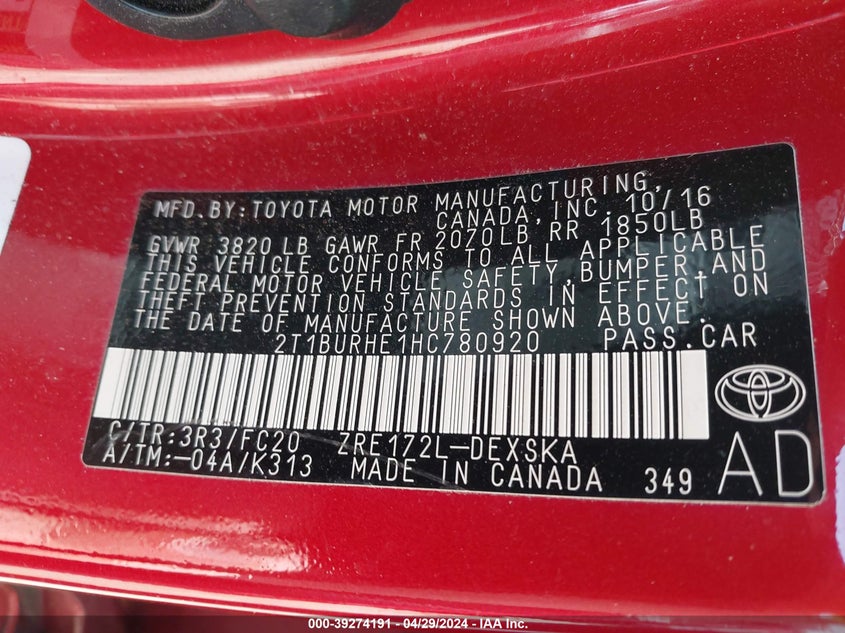 MFD.BY:TOYOTA MOTOR MANUFACTURING,
CANADA,INC. 10/16
GVWR 3820 LB GAWR FR 2070LB RR 1850LB
THIS VEHICLE CONFORMS TO ALL APPLICABLE
FEDERAL MOTOR VEHICLE SAFETY,BUMPER,AND
THEFT PREVENTION STANDARDS IN EFFECT ON
THE DATE OF MANUFACTURE SHOWN ABOVE.
2T1BURHE1HC780920 PASS.CAR
C/TR:3R3/FC20 ZRE172L-DEXSKA
A/TM:-04A/K313 MADE IN CANADA 349
AD
000-39274191 - 04/29/2024 - IAA Inc.